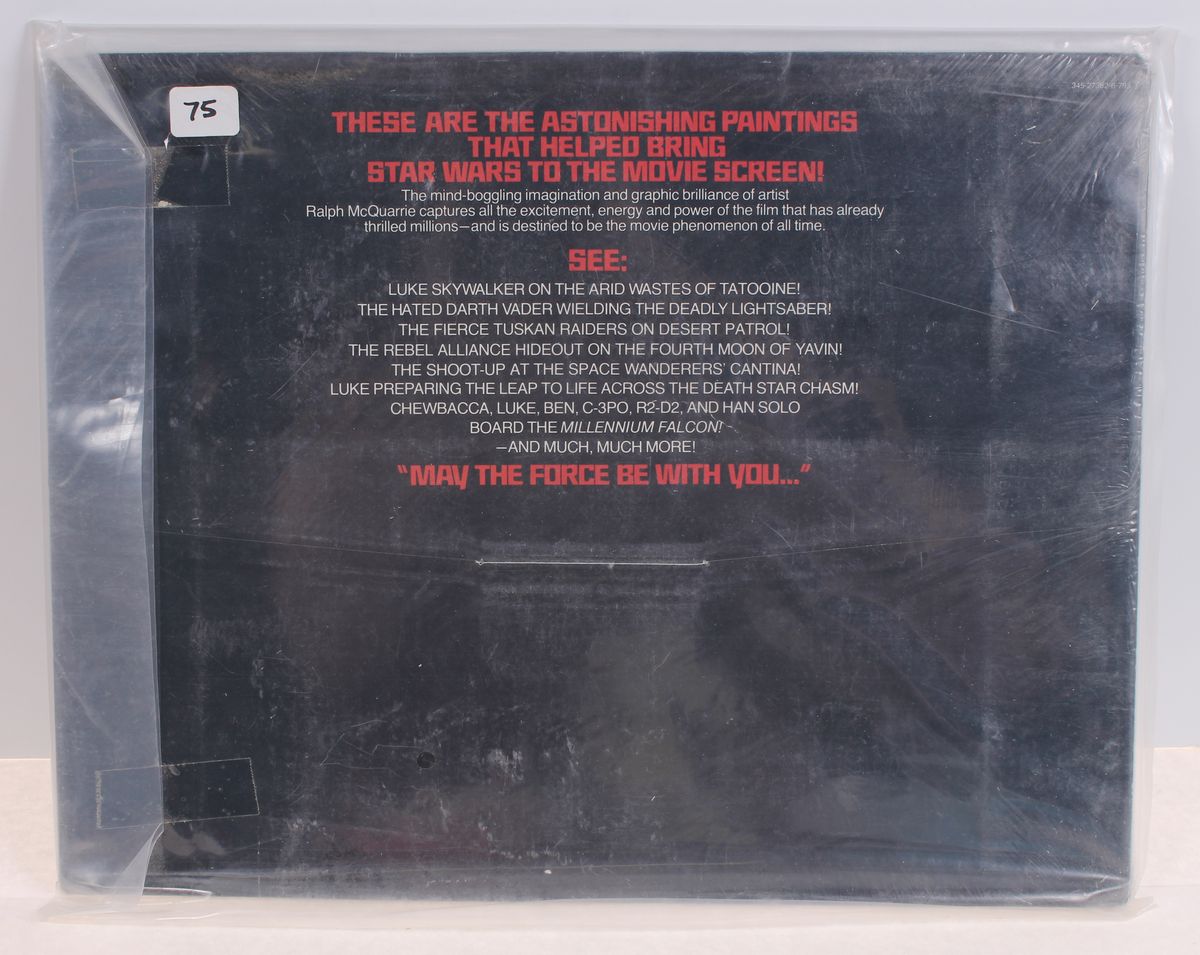 75
THESE ARE THE ASTONISHING PAINTINGS
THAT HELPED BRING
STAR WARS TO THE MOVIE SCREEN!
The mind-boggling imagination and graphic brilliance of artist
Ralph McQuarrie captures all the excitement, energy and power of the film that has already
thrilled millions—and is destined to be the movie phenomenon of all time.
SEE:
LUKE SKYWALKER ON THE ARID WASTES OF TATOOINE!
THE HATED DARTH VADER WIELDING THE DEADLY LIGHTSABER!
THE FIERCE TUSKAN RAIDERS ON DESERT PATROL!
THE REBEL ALLIANCE HIDEOUT ON THE FOURTH MOON OF YAVIN!
THE SHOOT-UP AT THE SPACE WANDERERS' CANTINA!
LUKE PREPARING THE LEAP TO LIFE ACROSS THE DEATH STAR CHASM!
CHEWBACCA, LUKE, BEN, C-3PO, R2-D2, AND HAN SOLO
BOARD THE MILLENNIUM FALCON!
—AND MUCH, MUCH MORE!
"MAY THE FORCE BE WITH YOU..."